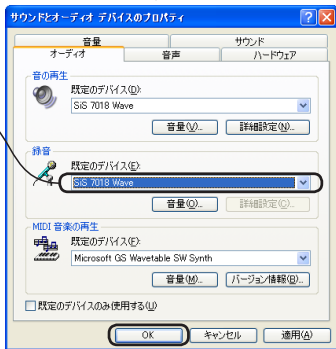 サウンドとオーディオ デバイスのプロパティ
音量 サウンド
オーディオ 音声 ハードウェア
音の再生
既定のデバイス(D):
SiS 7018 Wave
音量(V)... 詳細設定(N)...
録音
既定のデバイス(E):
SiS 7018 Wave
音量(O)... 詳細設定(C)...
MIDI 音楽の再生
既定のデバイス(F):
Microsoft GS Wavetable SW Synth
音量(M)... バージョン情報(B)...
既定のデバイスのみ使用する(U)
OK キャンセル 適用(A)